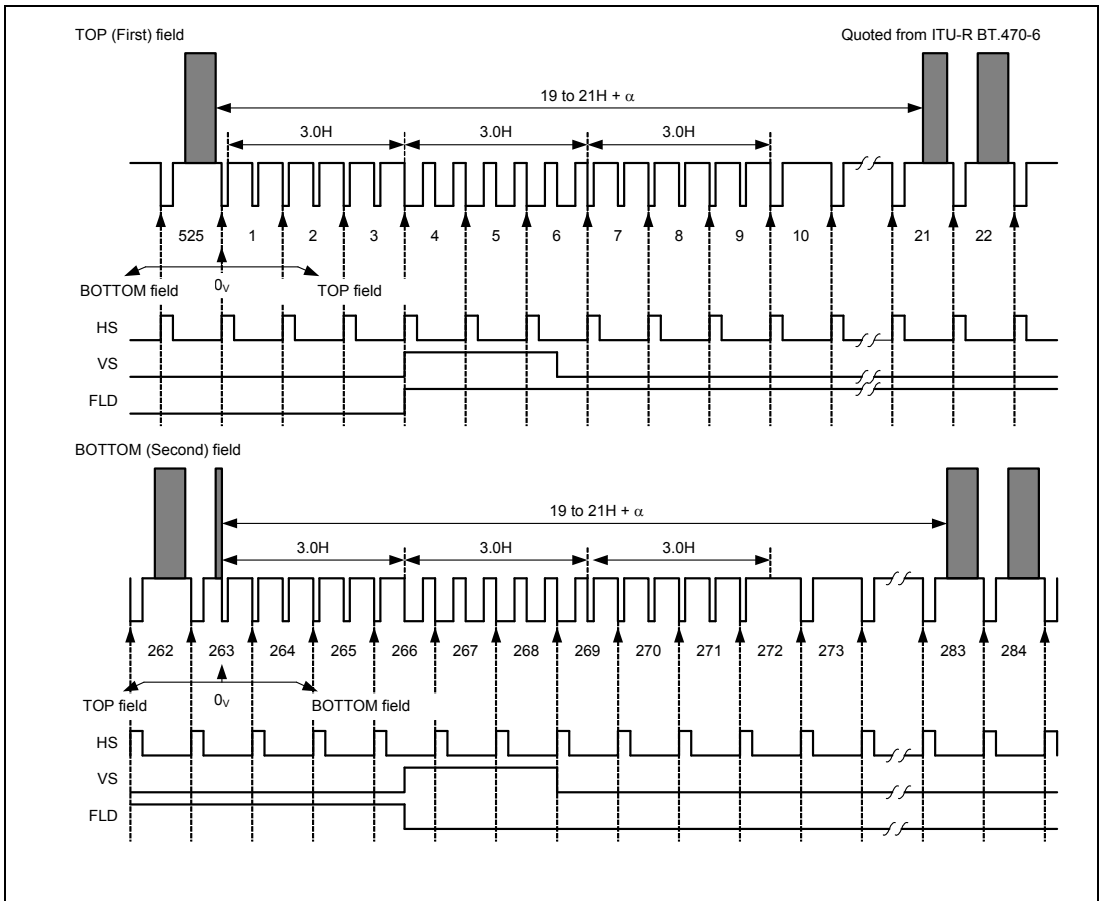 TOP (First) field
Quoted from ITU-R BT.470-6
19 to 21H + α
3.0H 3.0H 3.0H
525 1 2 3 4 5 6 7 8 9 10 21 22
BOTTOM field 0V TOP field
HS
VS
FLD
BOTTOM (Second) field
19 to 21H + α
3.0H 3.0H 3.0H
262 263 264 265 266 267 268 269 270 271 272 273 283 284
TOP field 0V BOTTOM field
HS
VS
FLD